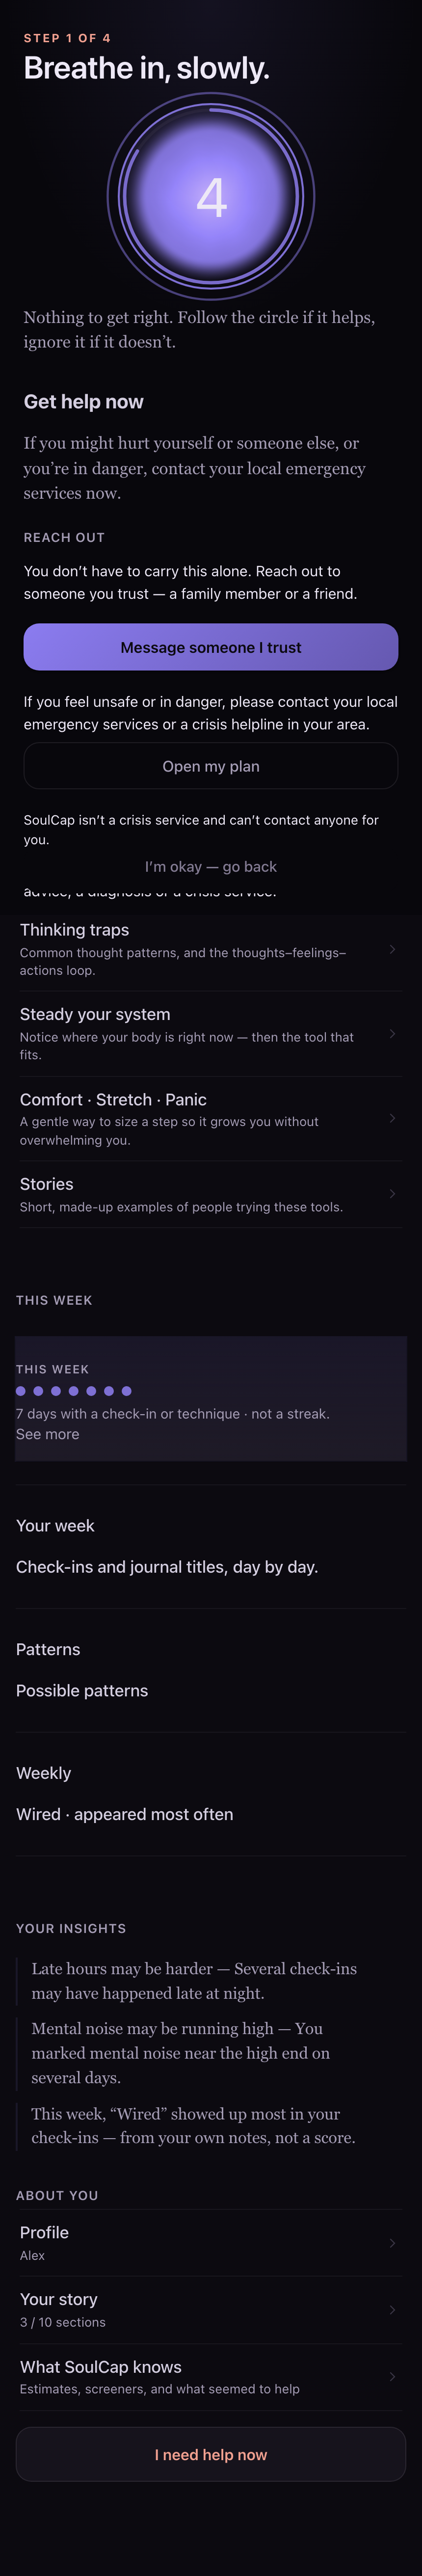 STEP 1 OF 4
Breathe in, slowly.
4
Nothing to get right. Follow the circle if it helps,
ignore it if it doesn’t.
Get help now
If you might hurt yourself or someone else, or
you’re in danger, contact your local emergency
services now.
REACH OUT
You don’t have to carry this alone. Reach out to
someone you trust — a family member or a friend.
Message someone I trust
If you feel unsafe or in danger, please contact your local
emergency services or a crisis helpline in your area.
Open my plan
SoulCap isn’t a crisis service and can’t contact anyone for
you.
I’m okay — go back
advice, a diagnosis or a crisis service.
Thinking traps
Common thought patterns, and the thoughts–feelings–
actions loop.
Steady your system
Notice where your body is right now — then the tool that
fits.
Comfort · Stretch · Panic
A gentle way to size a step so it grows you without
overwhelming you.
Stories
Short, made-up examples of people trying these tools.
THIS WEEK
THIS WEEK
7 days with a check-in or technique · not a streak.
See more
Your week
Check-ins and journal titles, day by day.
Patterns
Possible patterns
Weekly
Wired · appeared most often
YOUR INSIGHTS
Late hours may be harder — Several check-ins
may have happened late at night.
Mental noise may be running high — You
marked mental noise near the high end on
several days.
This week, “Wired” showed up most in your
check-ins — from your own notes, not a score.
ABOUT YOU
Profile
Alex
Your story
3 / 10 sections
What SoulCap knows
Estimates, screeners, and what seemed to help
I need help now